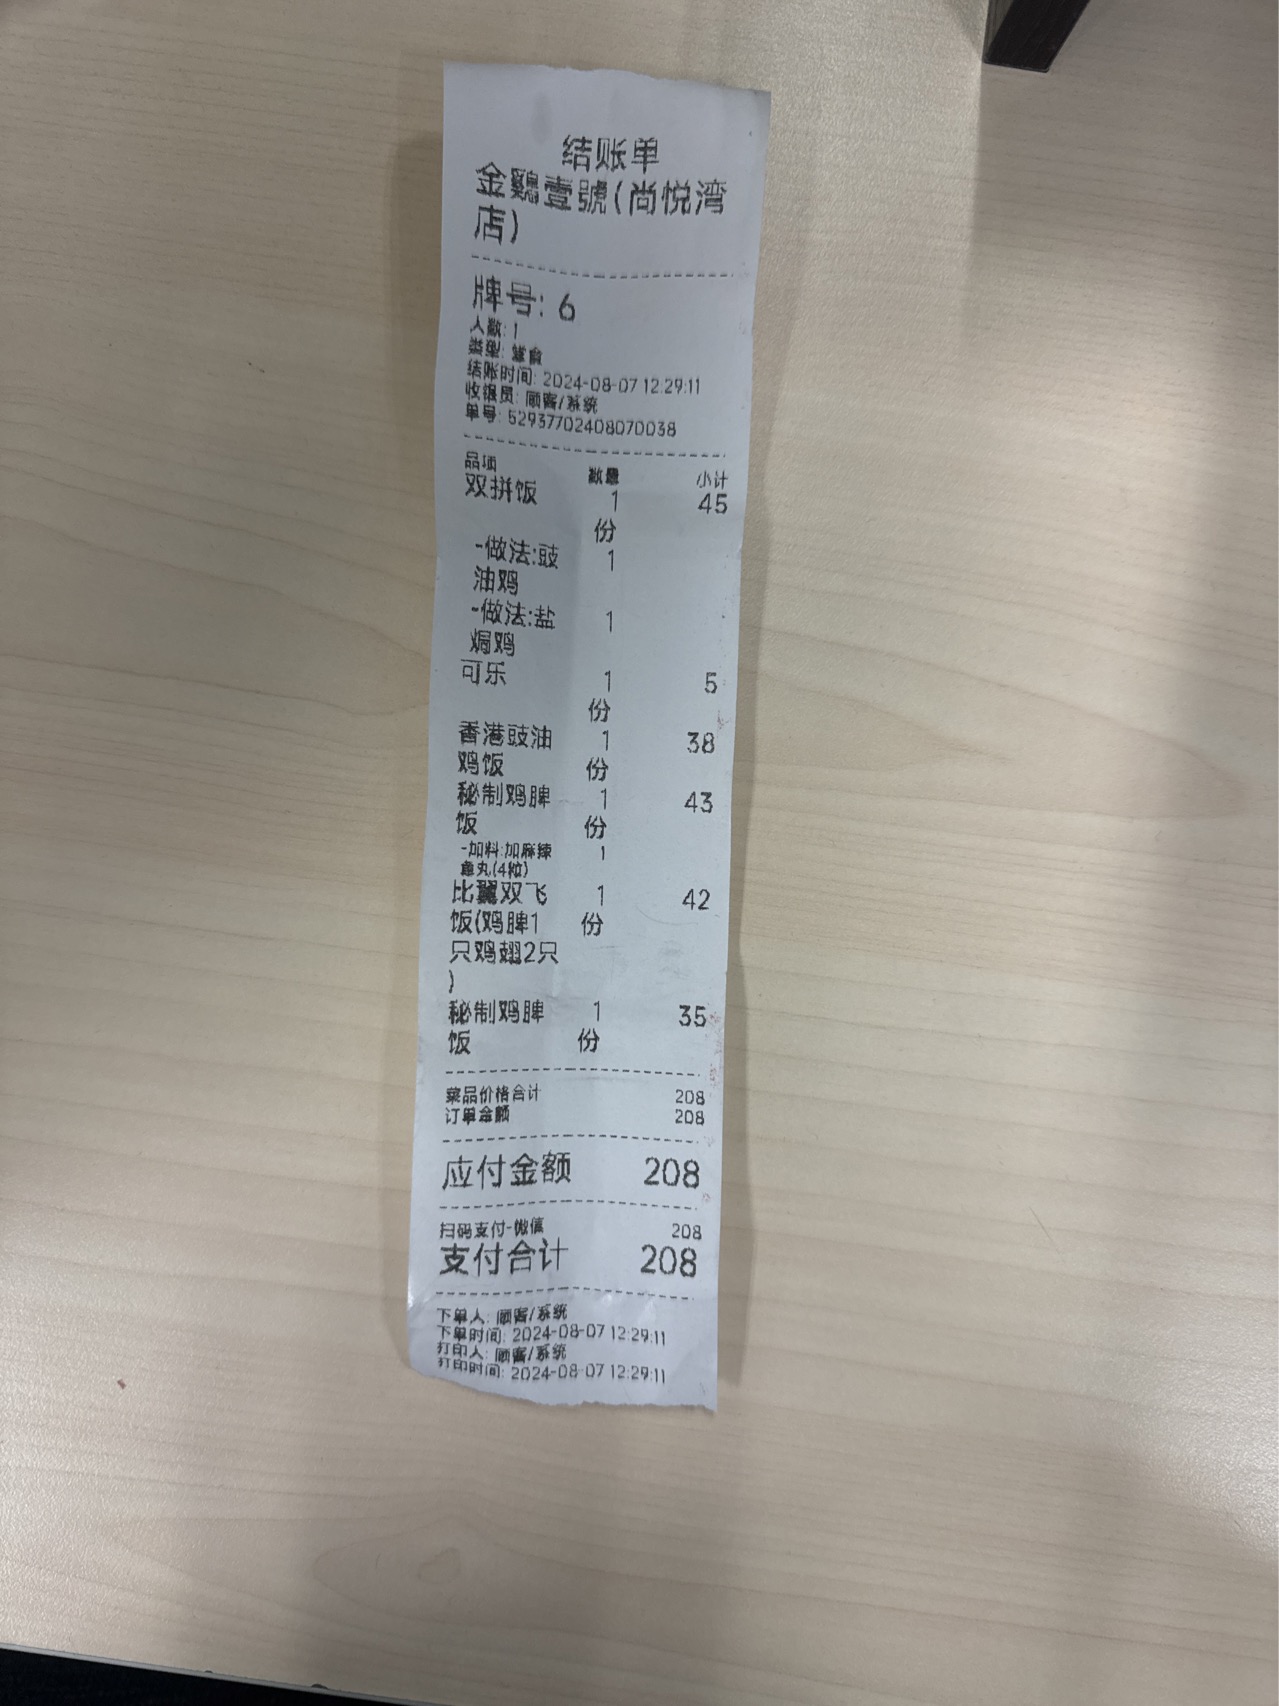 结账单
金鷄壹號(尚悦湾
店)
牌号: 6
人数: 1
类型: 堂食
结账时间: 2024-08-07 12:29:11
收银员: 顾客/系统
单号: 52937702408070038
品项 数量 小计
双拼饭 1 45
份
-做法:豉 1
油鸡
-做法:盐 1
焗鸡
可乐 1 5
份
香港豉油 1 38
鸡饭 份
秘制鸡脾 1 43
饭 份
-加料:加麻辣 1
鱼丸(4粒)
比翼双飞 1 42
饭(鸡脾1 份
只鸡翅2只
)
秘制鸡脾 1 35
饭 份
菜品价格合计 208
订单金额 208
应付金额 208
扫码支付-微信 208
支付合计 208
下单人: 顾客/系统
下单时间: 2024-08-07 12:29:11
打印人: 顾客/系统
打印时间: 2024-08-07 12:29:11